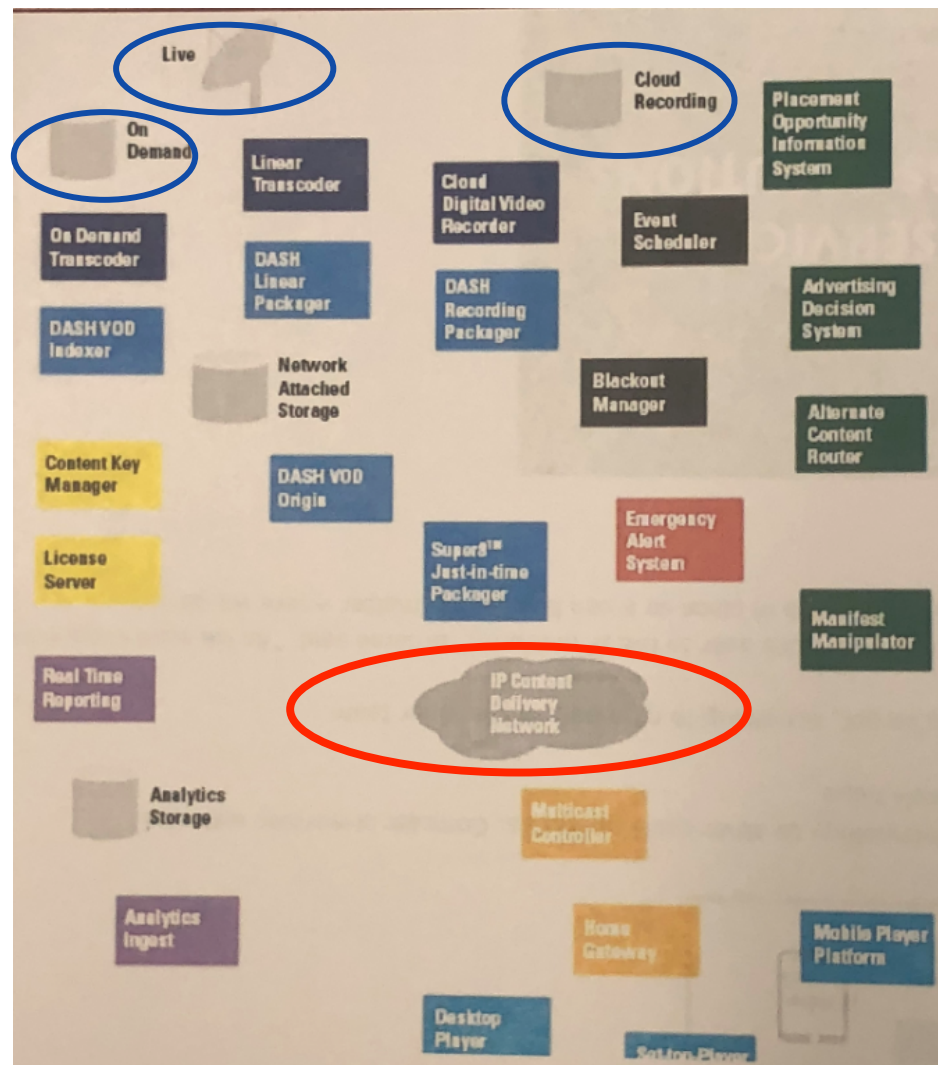 Live
Cloud
Recording
Placement
Opportunity
Information
System
On
Demand
Linear
Transcoder
Cloud
Digital Video
Recorder
Event
Scheduler
On Demand
Transcoder
DASH
Linear
Packager
DASH
Recording
Packager
Advertising
Decision
System
DASH VOD
Indexer
Network
Attached
Storage
Blackout
Manager
Alternate
Content
Router
Content Key
Manager
DASH VOD
Origin
Emergency
Alert
System
License
Server
Super8™
Just-in-time
Packager
Manifest
Manipulator
Real Time
Reporting
IP Content
Delivery
Network
Analytics
Storage
Multicast
Controller
Analytics
Ingest
Home
Gateway
Mobile Player
Platform
Desktop
Player
Set-top Player